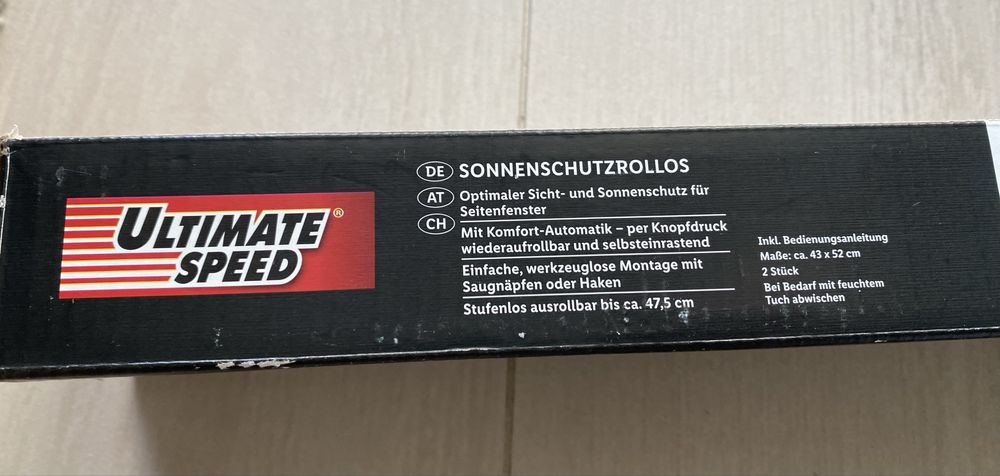 ULTIMATE
SPEED®
DE SONNENSCHUTZROLLOS
AT Optimaler Sicht- und Sonnenschutz für
CH Seitenfenster
Mit Komfort-Automatik – per Knopfdruck
wiederaufrollbar und selbsteinrastend
Einfache, werkzeuglose Montage mit
Saugnäpfen oder Haken
Stufenlos ausrollbar bis ca. 47,5 cm
Inkl. Bedienungsanleitung
Maße: ca. 43 x 52 cm
2 Stück
Bei Bedarf mit feuchtem
Tuch abwischen